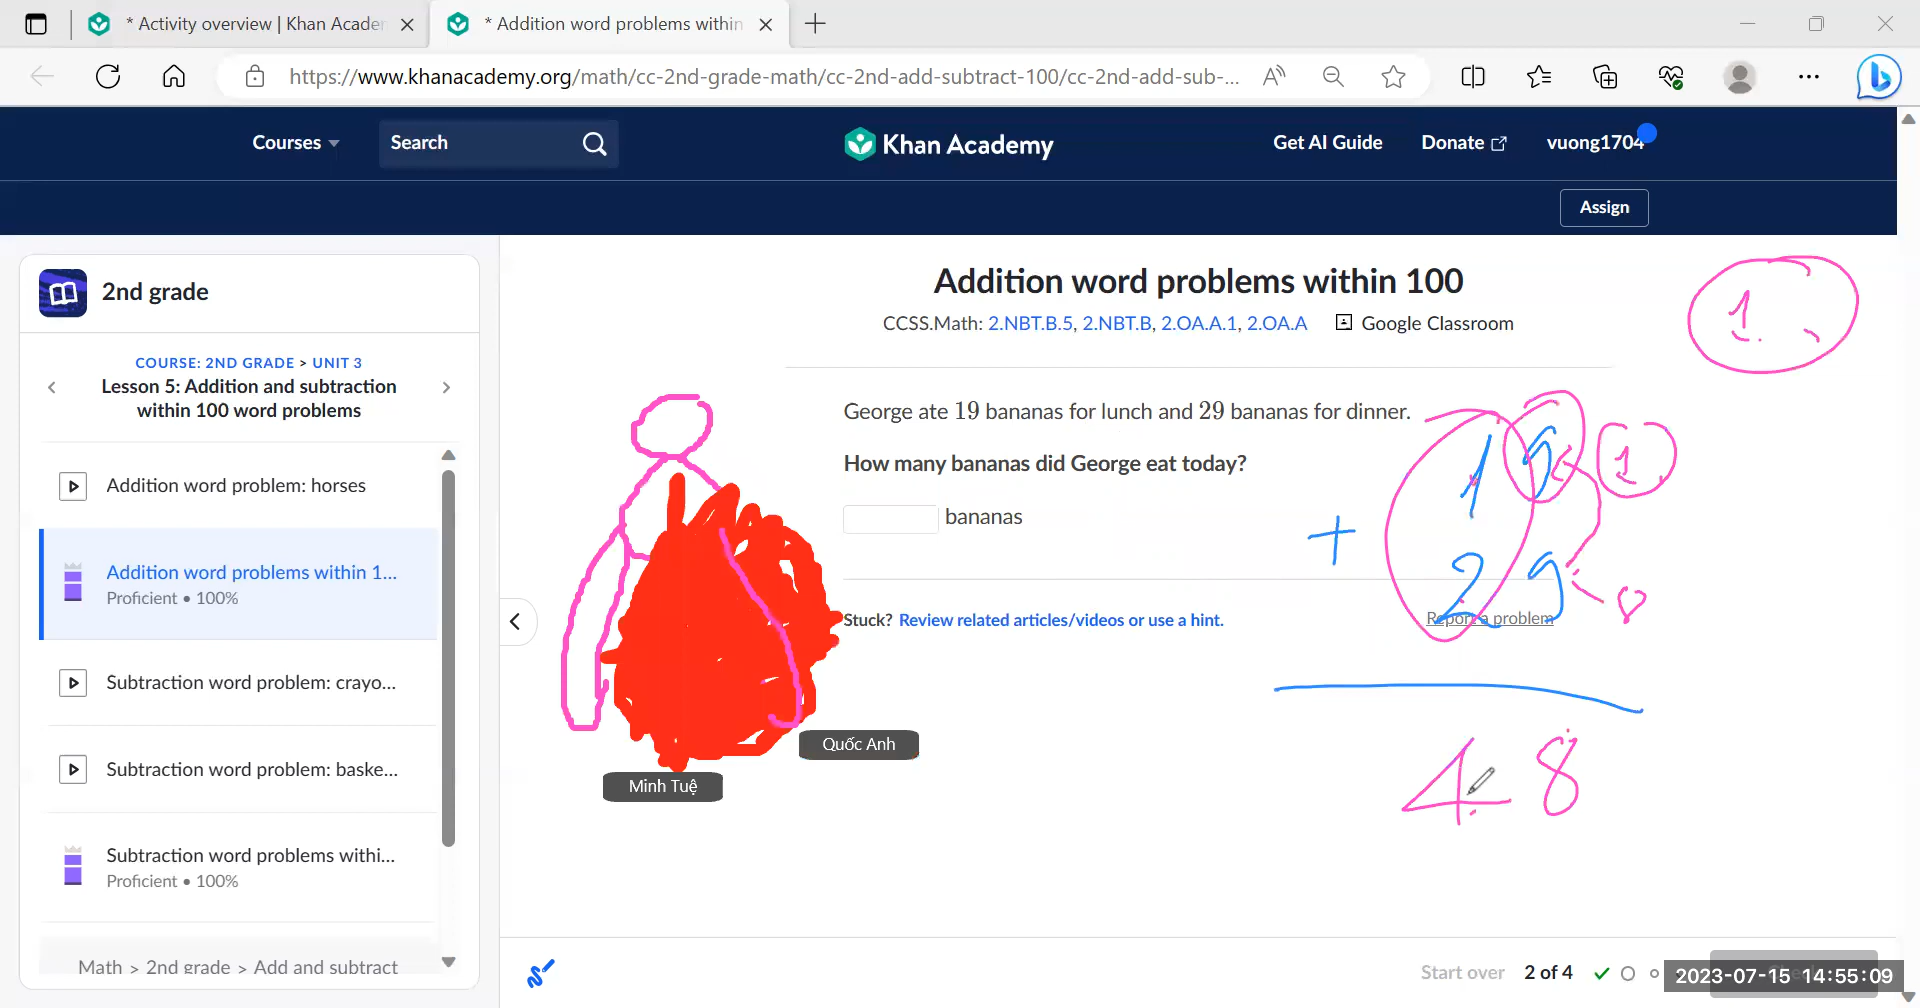 * Activity overview | Khan Acade
* Addition word problems within
https://www.khanacademy.org/math/cc-2nd-grade-math/cc-2nd-add-subtract-100/cc-2nd-add-sub-...
Courses
Search
Khan Academy
Get AI Guide
Donate
vuong1704
Assign
2nd grade
COURSE: 2ND GRADE > UNIT 3
Lesson 5: Addition and subtraction
within 100 word problems
Addition word problem: horses
Addition word problems within 1...
Proficient • 100%
Subtraction word problem: crayo...
Subtraction word problem: baske...
Subtraction word problems withi...
Proficient • 100%
Math > 2nd grade > Add and subtract
Addition word problems within 100
CCSS.Math: 2.NBT.B.5, 2.NBT.B, 2.OA.A.1, 2.OA.A
Google Classroom
1
George ate 19 bananas for lunch and 29 bananas for dinner.
How many bananas did George eat today?
bananas
1 9
1
+
2 9
Stuck? Review related articles/videos or use a hint.
Report a problem
4 8
Quốc Anh
Minh Tuệ
Start over
2 of 4
2023-07-15 14:55:09